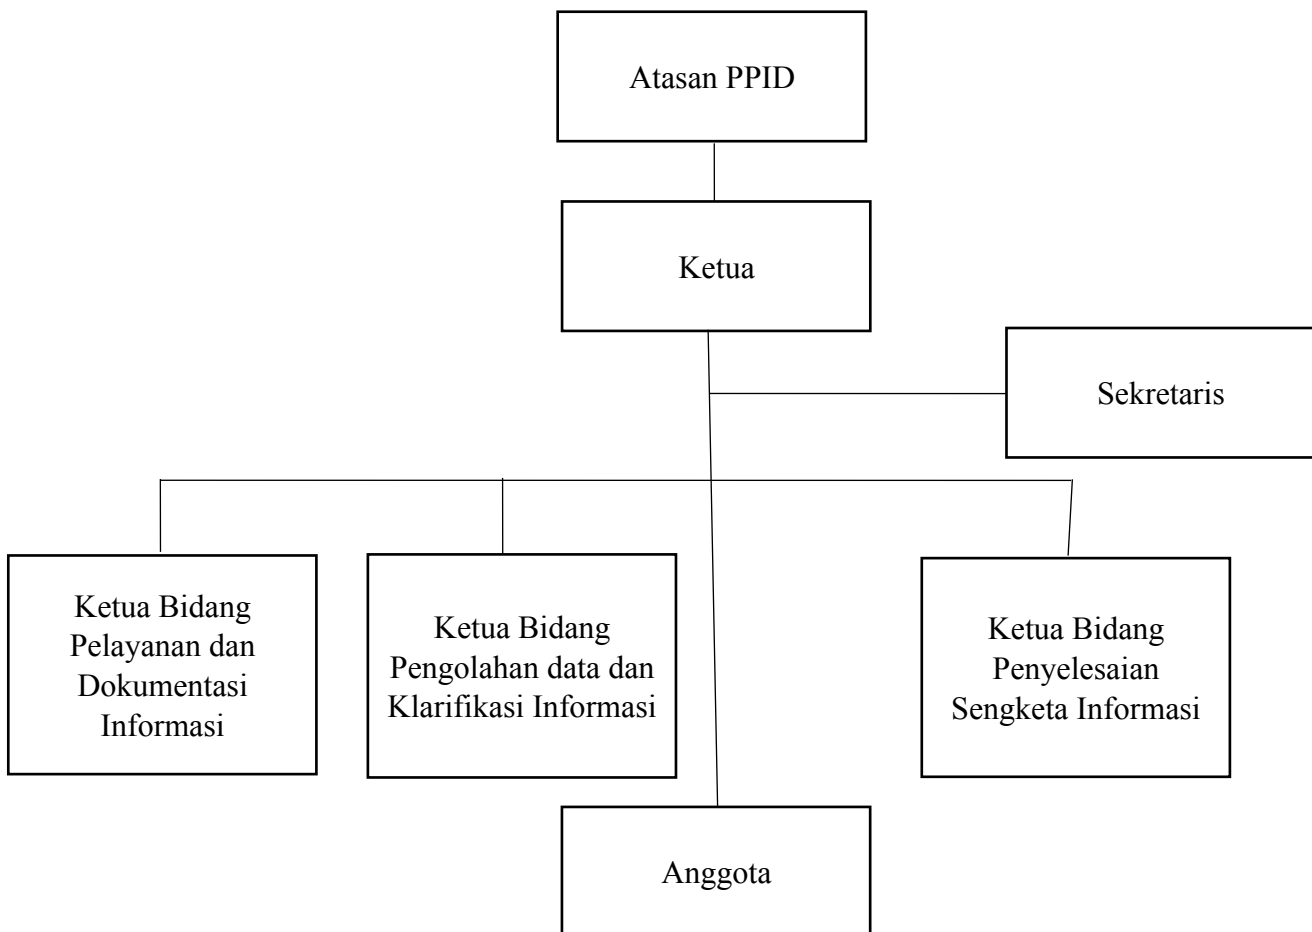 Atasan PPID
Ketua
Sekretaris
Ketua Bidang
Pelayanan dan
Dokumentasi
Informasi
Ketua Bidang
Pengolahan data dan
Klarifikasi Informasi
Ketua Bidang
Penyelesaian
Sengketa Informasi
Anggota